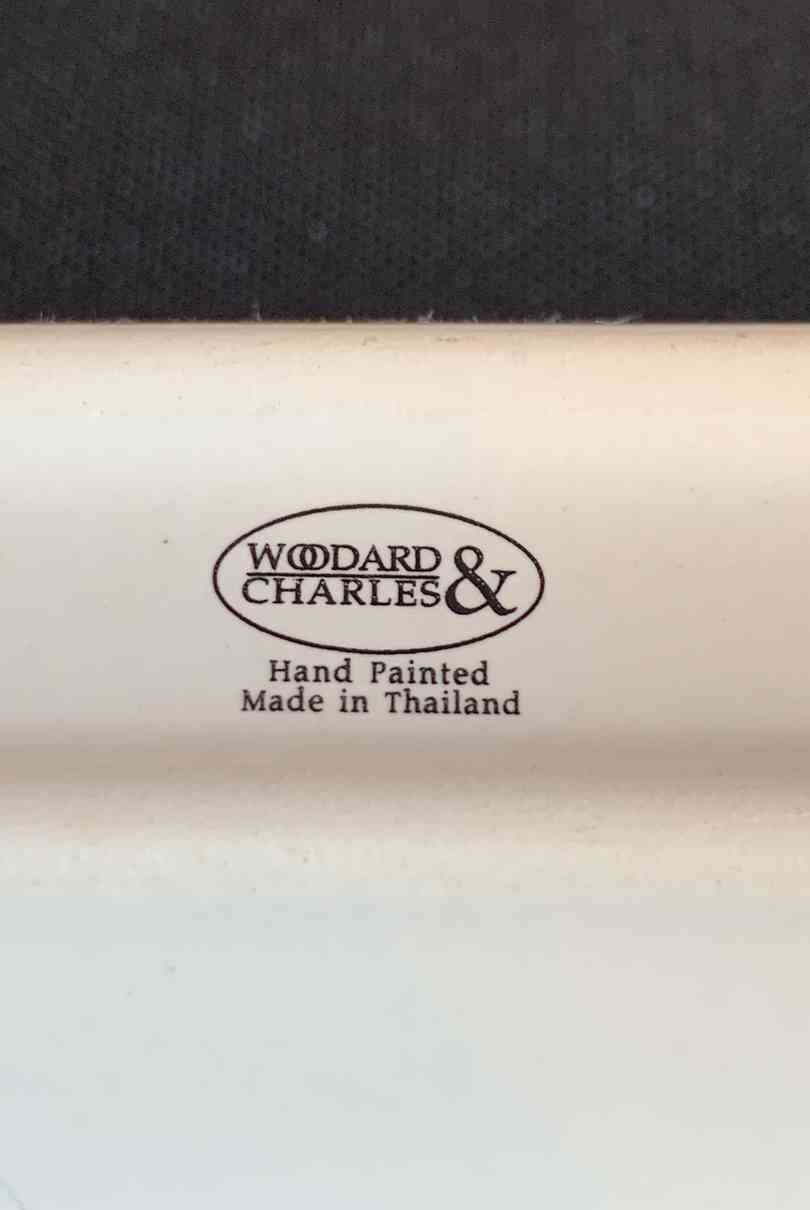 WOODARD &
CHARLES
Hand Painted
Made in Thailand